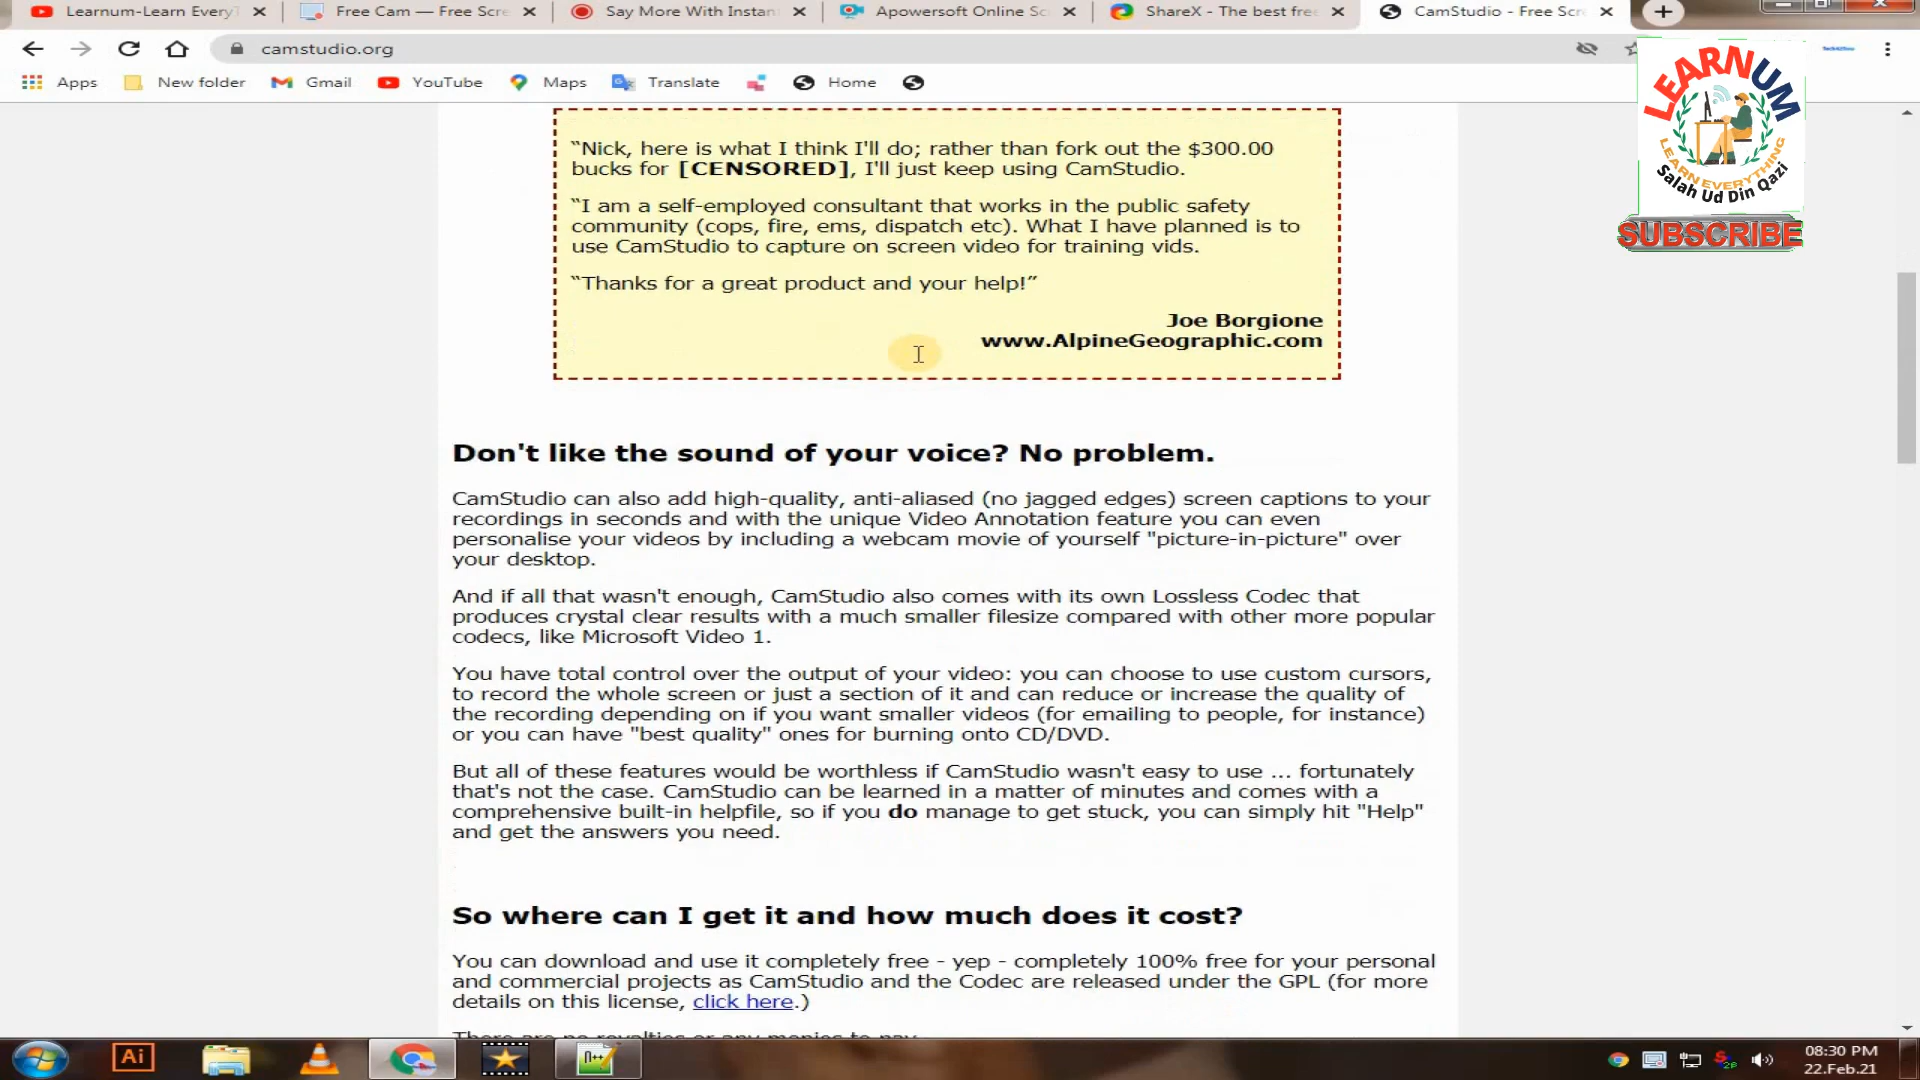 Learnum-Learn EveryT
Free Cam — Free Scre
Say More With Instan
Apowersoft Online Sc
ShareX - The best fre
CamStudio - Free Scre
camstudio.org
Apps
New folder
Gmail
YouTube
Maps
Translate
Home
LEARNUM
LEARN EVERYTHING
Salah Ud Din Qazi
SUBSCRIBE
“Nick, here is what I think I'll do; rather than fork out the $300.00
bucks for [CENSORED], I'll just keep using CamStudio.
“I am a self-employed consultant that works in the public safety
community (cops, fire, ems, dispatch etc). What I have planned is to
use CamStudio to capture on screen video for training vids.
“Thanks for a great product and your help!”
Joe Borgione
www.AlpineGeographic.com
Don't like the sound of your voice? No problem.
CamStudio can also add high-quality, anti-aliased (no jagged edges) screen captions to your
recordings in seconds and with the unique Video Annotation feature you can even
personalise your videos by including a webcam movie of yourself "picture-in-picture" over
your desktop.
And if all that wasn't enough, CamStudio also comes with its own Lossless Codec that
produces crystal clear results with a much smaller filesize compared with other more popular
codecs, like Microsoft Video 1.
You have total control over the output of your video: you can choose to use custom cursors,
to record the whole screen or just a section of it and can reduce or increase the quality of
the recording depending on if you want smaller videos (for emailing to people, for instance)
or you can have "best quality" ones for burning onto CD/DVD.
But all of these features would be worthless if CamStudio wasn't easy to use ... fortunately
that's not the case. CamStudio can be learned in a matter of minutes and comes with a
comprehensive built-in helpfile, so if you do manage to get stuck, you can simply hit "Help"
and get the answers you need.
So where can I get it and how much does it cost?
You can download and use it completely free - yep - completely 100% free for your personal
and commercial projects as CamStudio and the Codec are released under the GPL (for more
details on this license, click here.)
There are no royalties or any monies to pay
Ai
n++
08:30 PM
22.Feb.21